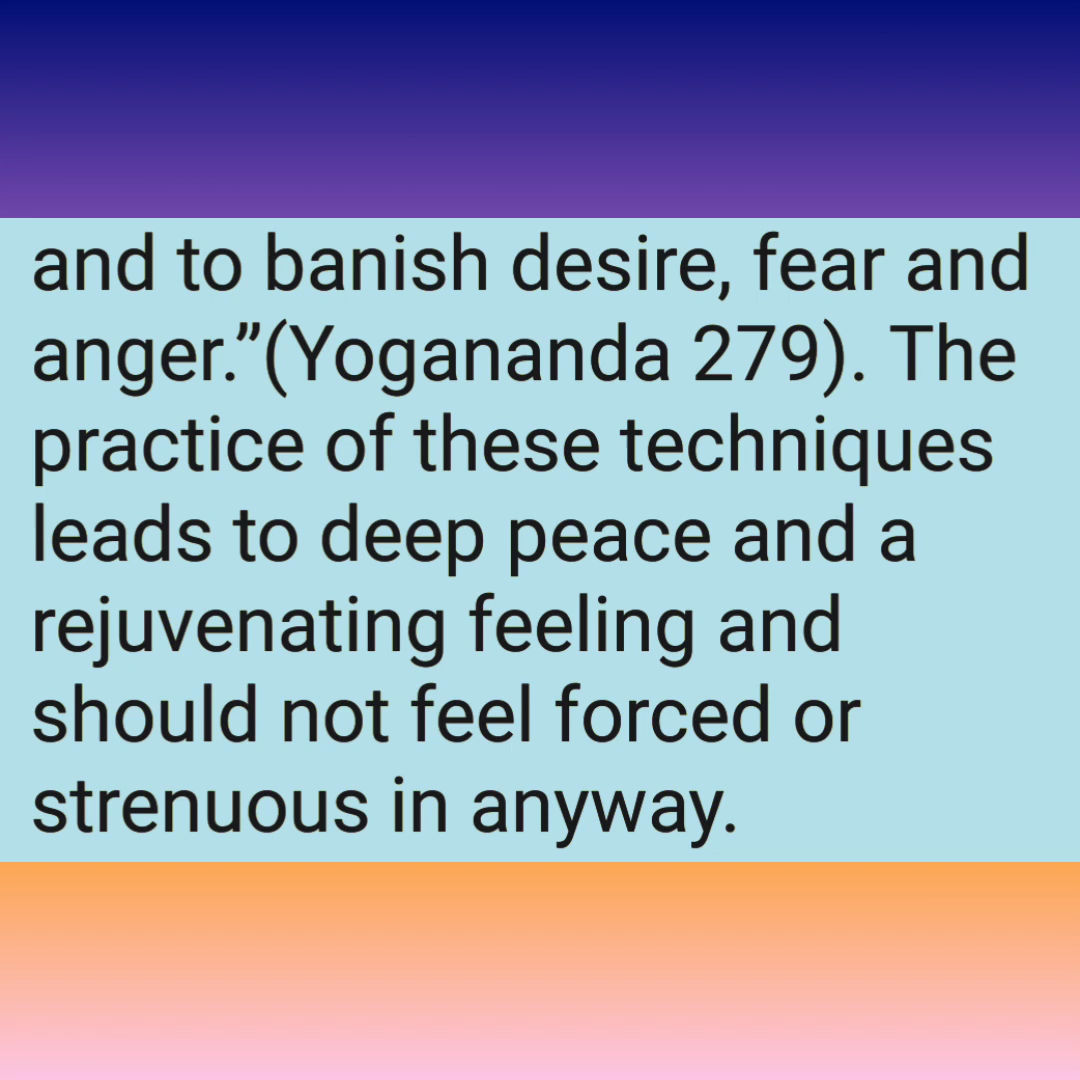 and to banish desire, fear and
anger.”(Yogananda 279). The
practice of these techniques
leads to deep peace and a
rejuvenating feeling and
should not feel forced or
strenuous in anyway.